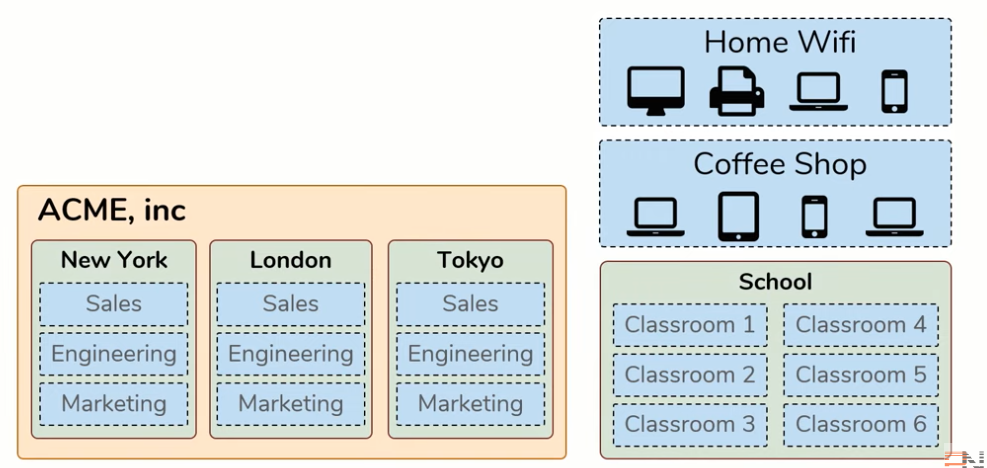 Home Wifi
Coffee Shop
ACME, inc
New York
Sales
Engineering
Marketing
London
Sales
Engineering
Marketing
Tokyo
Sales
Engineering
Marketing
School
Classroom 1
Classroom 2
Classroom 3
Classroom 4
Classroom 5
Classroom 6